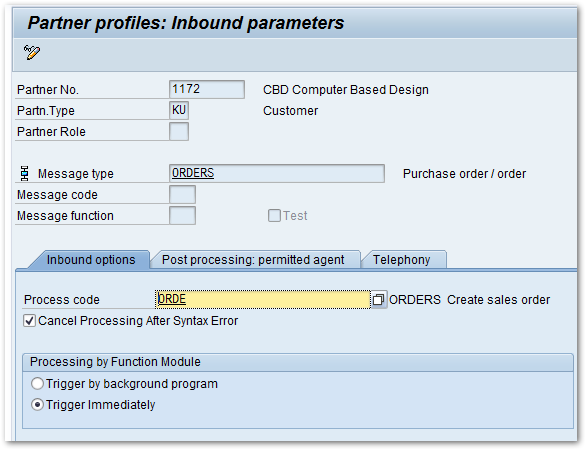 Partner profiles: Inbound parameters
Partner No. 1172 CBD Computer Based Design
Partn.Type KU Customer
Partner Role
Message type ORDERS Purchase order / order
Message code
Message function Test
Inbound options Post processing: permitted agent Telephony
Process code ORDE ORDERS Create sales order
Cancel Processing After Syntax Error
Processing by Function Module
Trigger by background program
Trigger Immediately